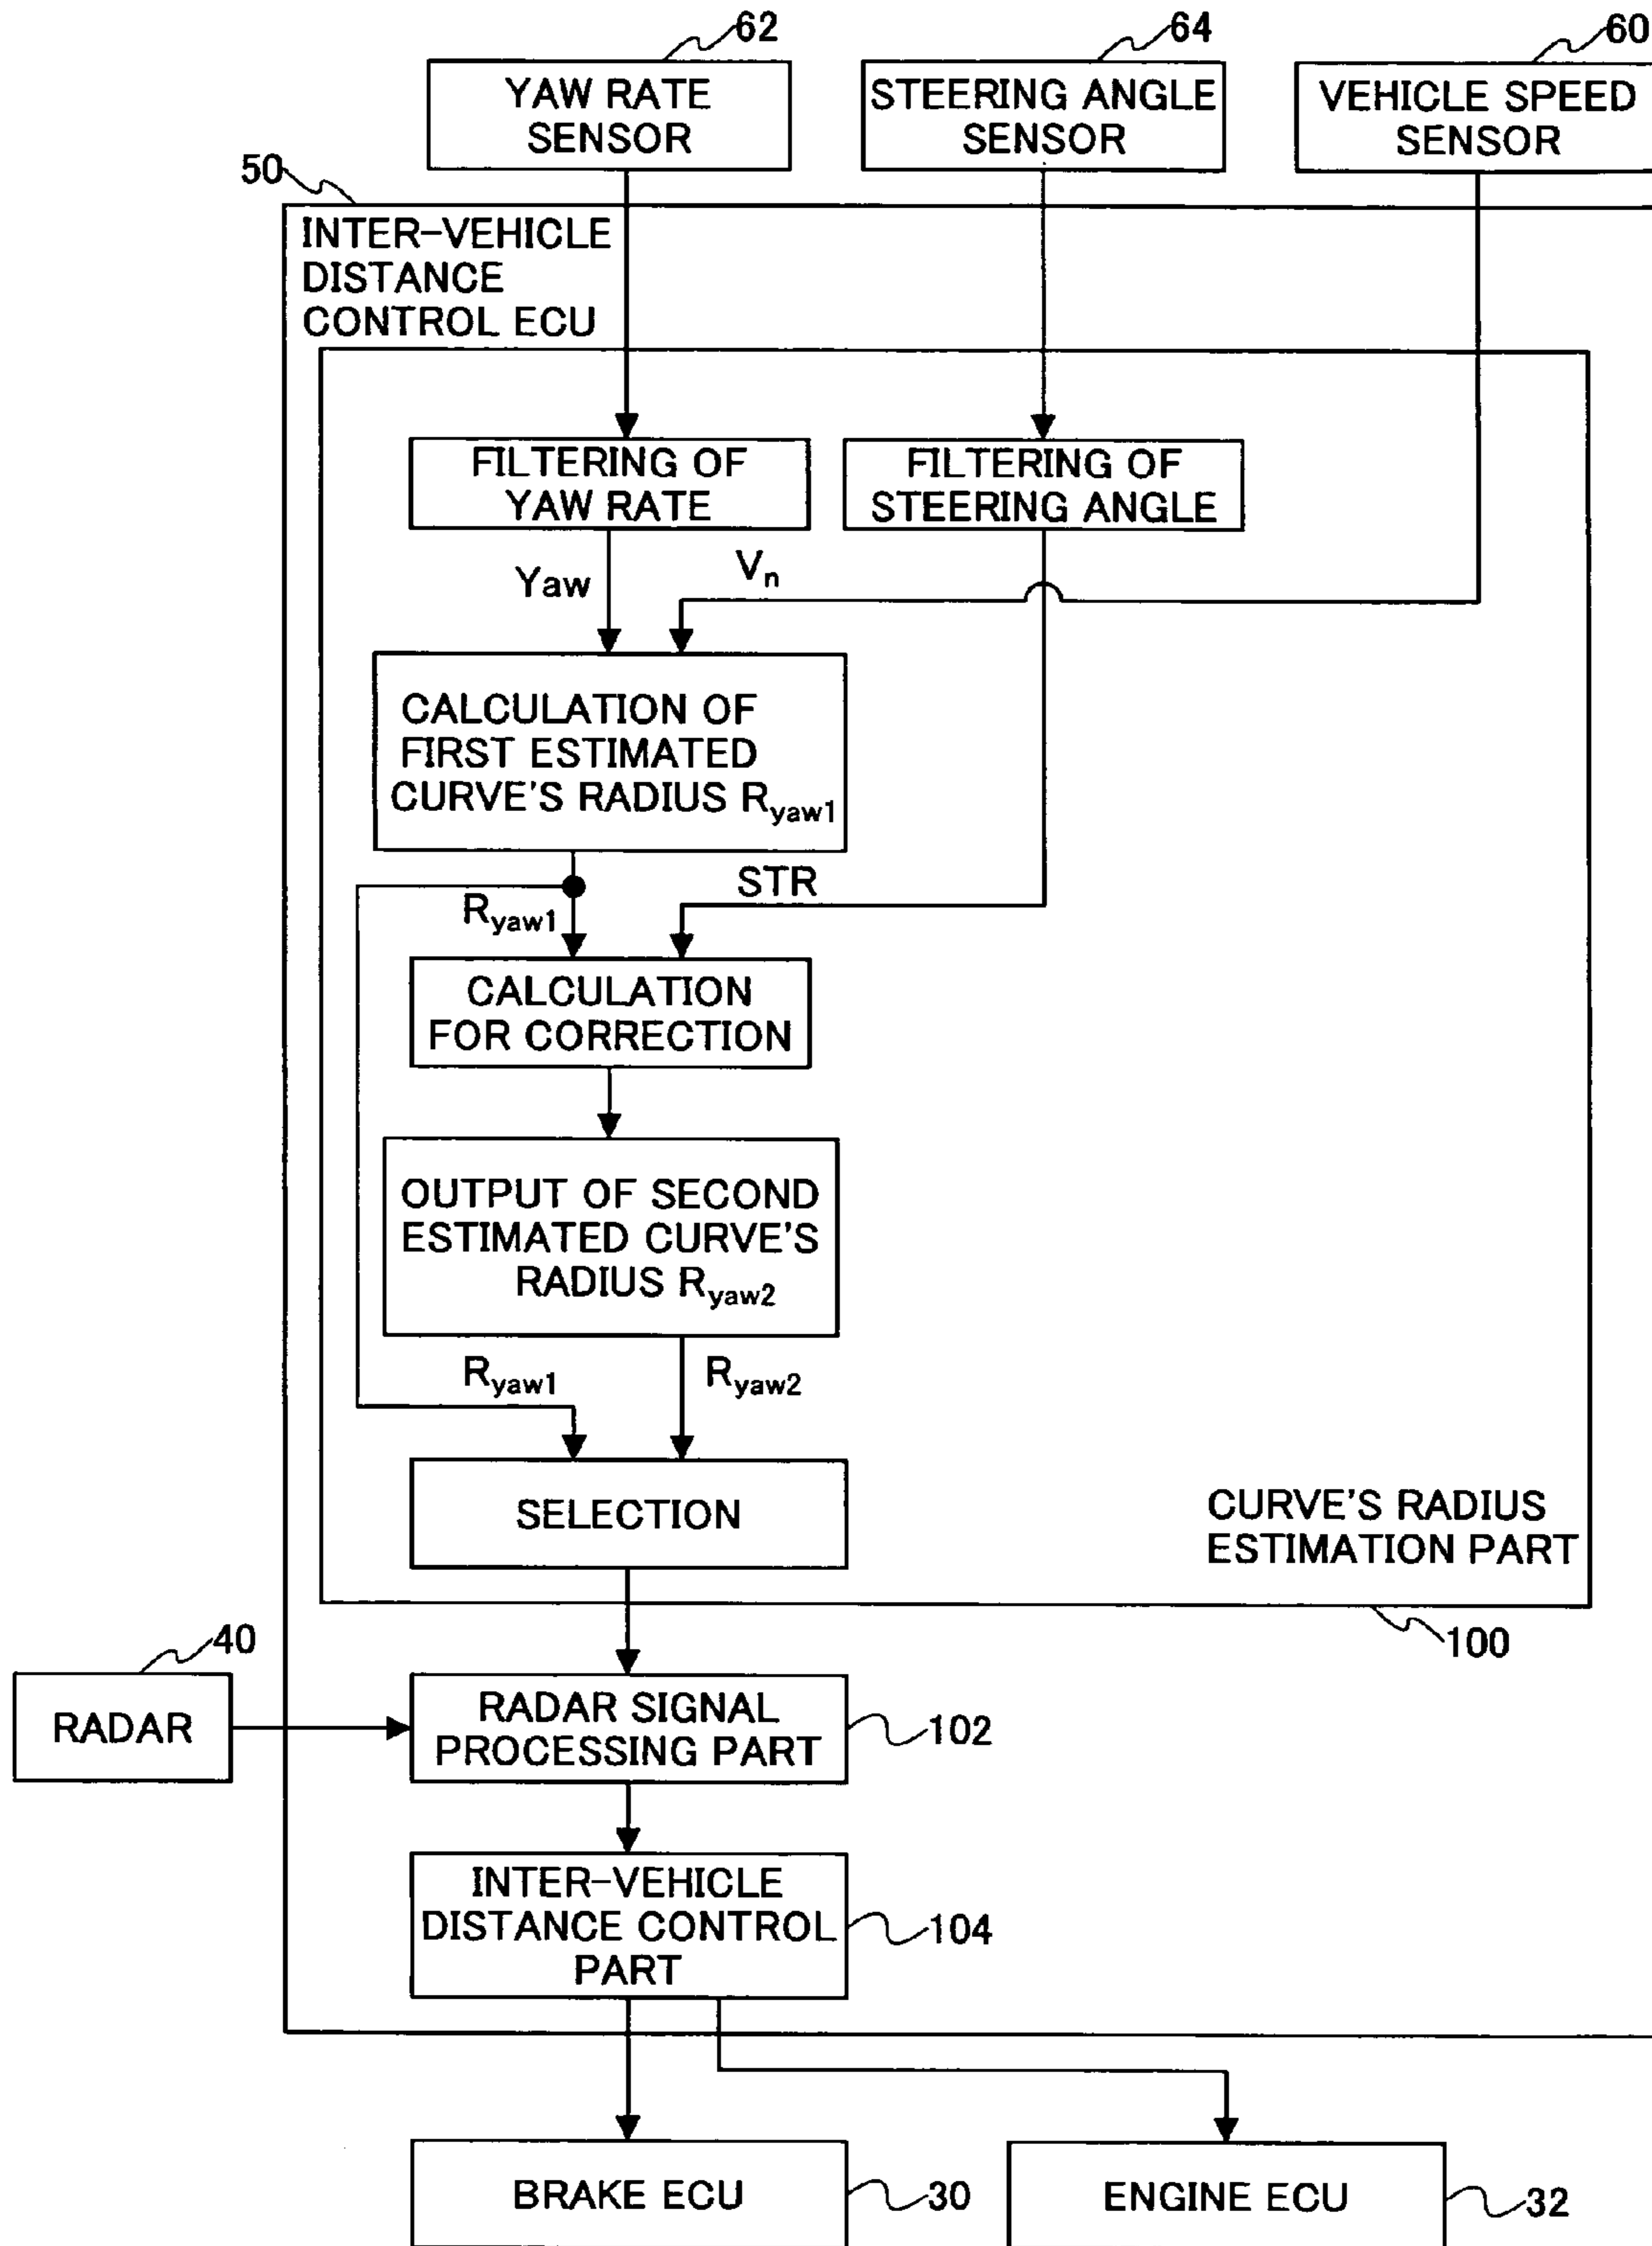 62
64
60
YAW RATE
SENSOR
STEERING ANGLE
SENSOR
VEHICLE SPEED
SENSOR
50
INTER-VEHICLE
DISTANCE
CONTROL ECU
FILTERING OF
YAW RATE
FILTERING OF
STEERING ANGLE
Yaw
Vn
CALCULATION OF
FIRST ESTIMATED
CURVE'S RADIUS Ryaw1
STR
Ryaw1
CALCULATION
FOR CORRECTION
OUTPUT OF SECOND
ESTIMATED CURVE'S
RADIUS Ryaw2
Ryaw1
Ryaw2
SELECTION
CURVE'S RADIUS
ESTIMATION PART
100
40
RADAR
RADAR SIGNAL
PROCESSING PART
102
INTER-VEHICLE
DISTANCE CONTROL
PART
104
BRAKE ECU
30
ENGINE ECU
32